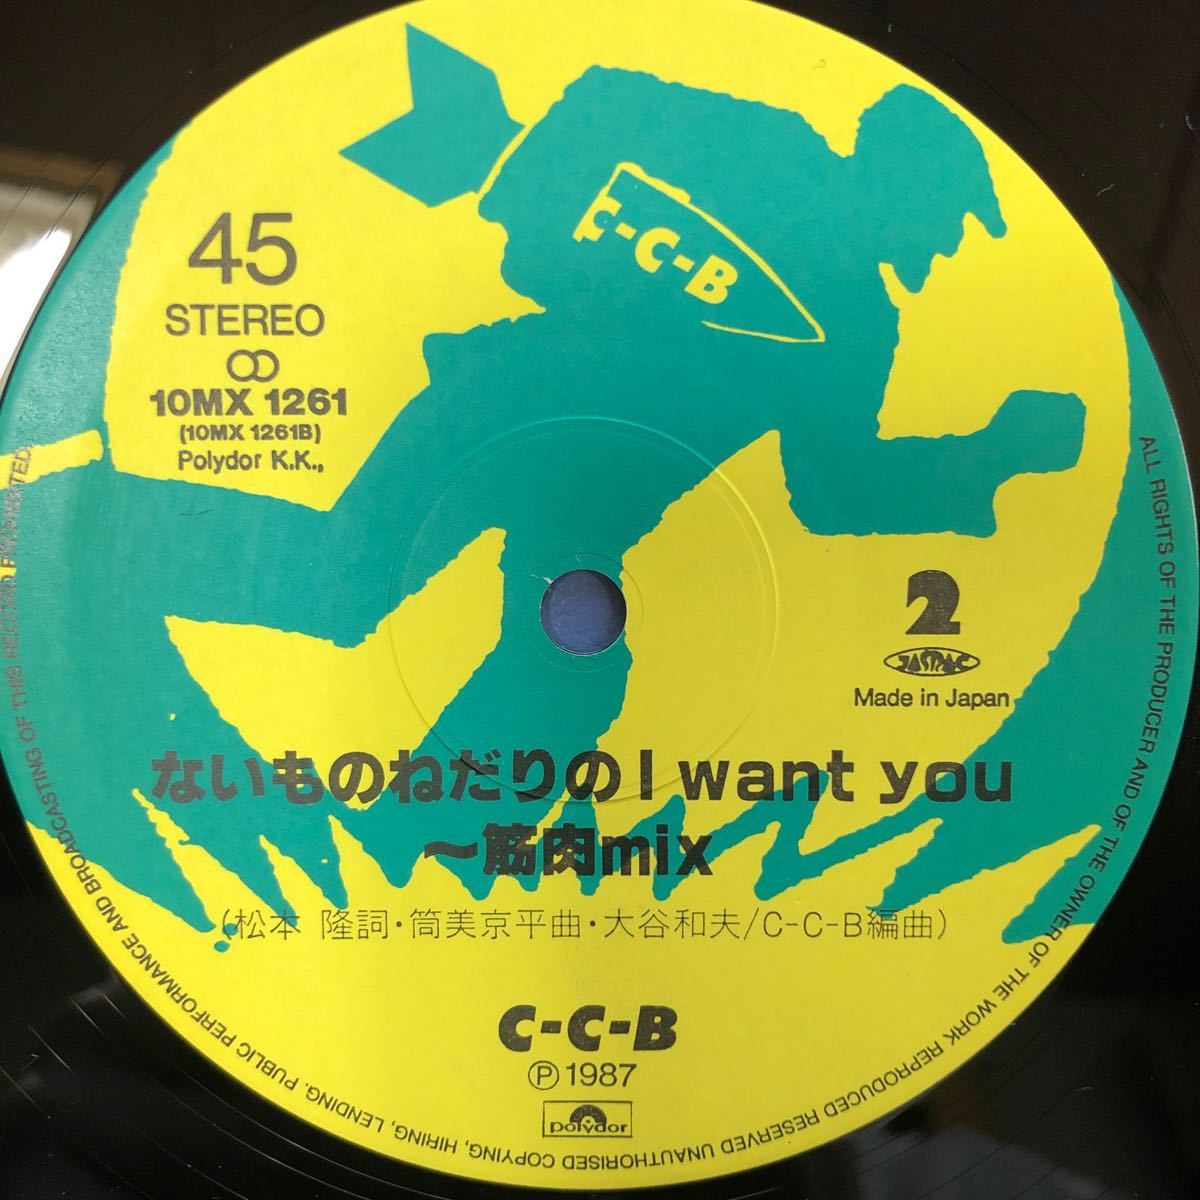 C-C-B
45
STEREO
10MX 1261
(10MX 1261B)
Polydor K.K.,
2
JASRAC
Made in Japan
ないものねだりの I want you
〜筋肉mix
(松本 隆詞・筒美京平曲・大谷和夫/C-C-B編曲)
C-C-B
Ⓟ1987
polydor
ALL RIGHTS OF THE PRODUCER AND OF THE OWNER OF THE WORK REPRODUCED RESERVED UNAUTHORISED COPYING, HIRING, LENDING, PUBLIC PERFORMANCE AND BROADCASTING OF THIS RECORD PROHIBITED.